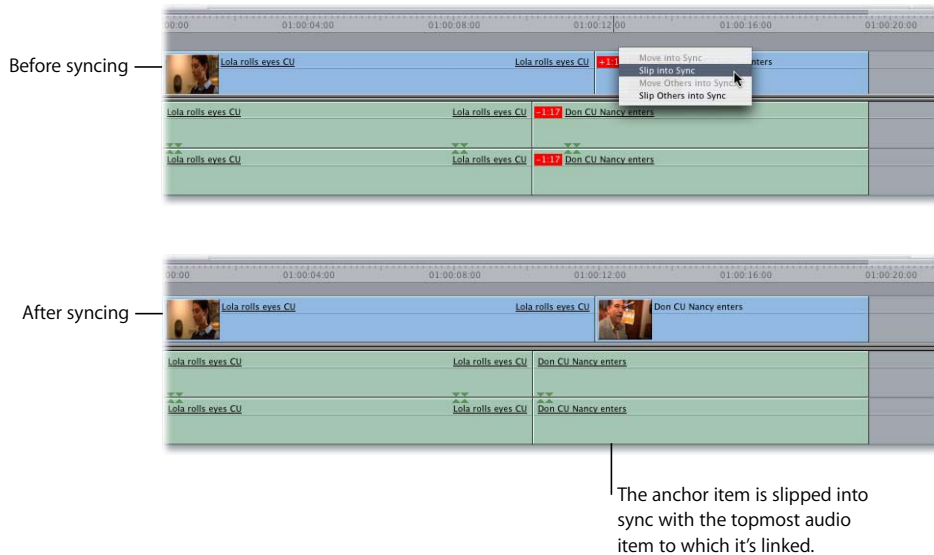 00:00 01:00:04:00 01:00:08:00 01:00:12:00 01:00:16:00 01:00:20:00
Before syncing
Lola rolls eyes CU Lola rolls eyes CU nters
Move into Sync
Slip into Sync
Move Others into Sync
Slip Others into Sync
Lola rolls eyes CU Lola rolls eyes CU -1:17 Don CU Nancy enters
Lola rolls eyes CU Lola rolls eyes CU -1:17 Don CU Nancy enters
00:00 01:00:04:00 01:00:08:00 01:00:12:00 01:00:16:00 01:00:20:00
After syncing
Lola rolls eyes CU Lola rolls eyes CU Don CU Nancy enters
Lola rolls eyes CU Lola rolls eyes CU Don CU Nancy enters
Lola rolls eyes CU Lola rolls eyes CU Don CU Nancy enters
The anchor item is slipped into
sync with the topmost audio
item to which it's linked.